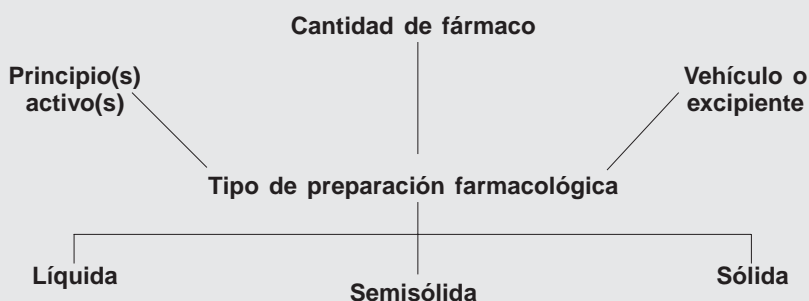 Cantidad de fármaco
Principio(s)
activo(s)
Vehículo o
excipiente
Tipo de preparación farmacológica
Líquida
Semisólida
Sólida